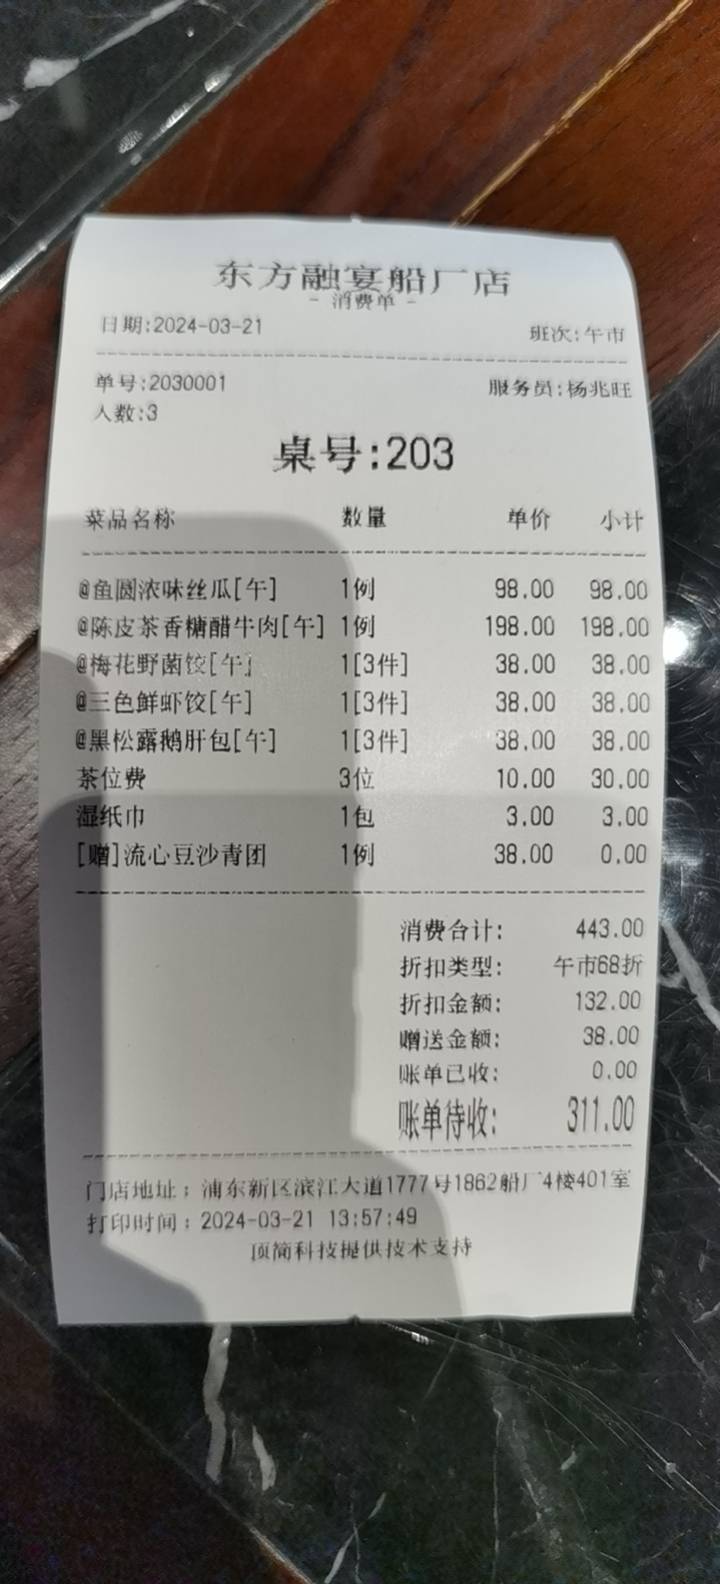 东方融宴船厂店
- 消费单 -
日期:2024-03-21 班次:午市
单号:2030001 服务员:杨兆旺
人数:3
桌号:203
菜品名称 数量 单价 小计
@鱼圆浓味丝瓜[午] 1例 98.00 98.00
@陈皮茶香糖醋牛肉[午] 1例 198.00 198.00
@梅花野菌饺[午] 1[3件] 38.00 38.00
@三色鲜虾饺[午] 1[3件] 38.00 38.00
@黑松露鹅肝包[午] 1[3件] 38.00 38.00
茶位费 3位 10.00 30.00
湿纸巾 1包 3.00 3.00
[赠]流心豆沙青团 1例 38.00 0.00
消费合计: 443.00
折扣类型: 午市68折
折扣金额: 132.00
赠送金额: 38.00
账单已收: 0.00
账单待收: 311.00
门店地址：浦东新区滨江大道1777号1862船厂4楼401室
打印时间：2024-03-21 13:57:49
顶简科技提供技术支持